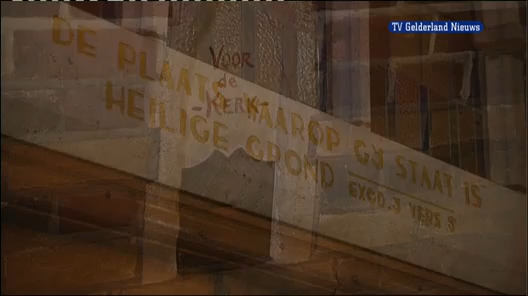 TV Gelderland Nieuws
DE PLAATS WAAROP GIJ STAAT IS
HEILIGE GROND EXOD. 3 VERS 5
VOOR
de
KERK